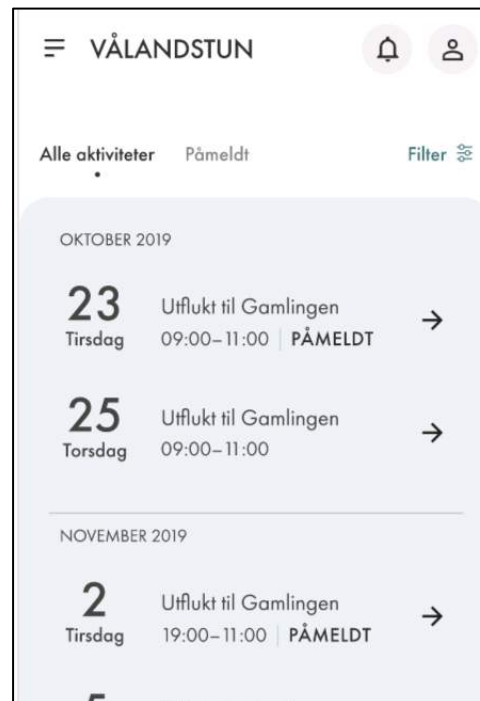 VÅLANDSTUN
Alle aktiviteter Påmeldt Filter
OKTOBER 2019
23 Utflukt til Gamlingen
Tirsdag 09:00–11:00 | PÅMELDT
25 Utflukt til Gamlingen
Torsdag 09:00–11:00
NOVEMBER 2019
2 Utflukt til Gamlingen
Tirsdag 19:00–11:00 | PÅMELDT